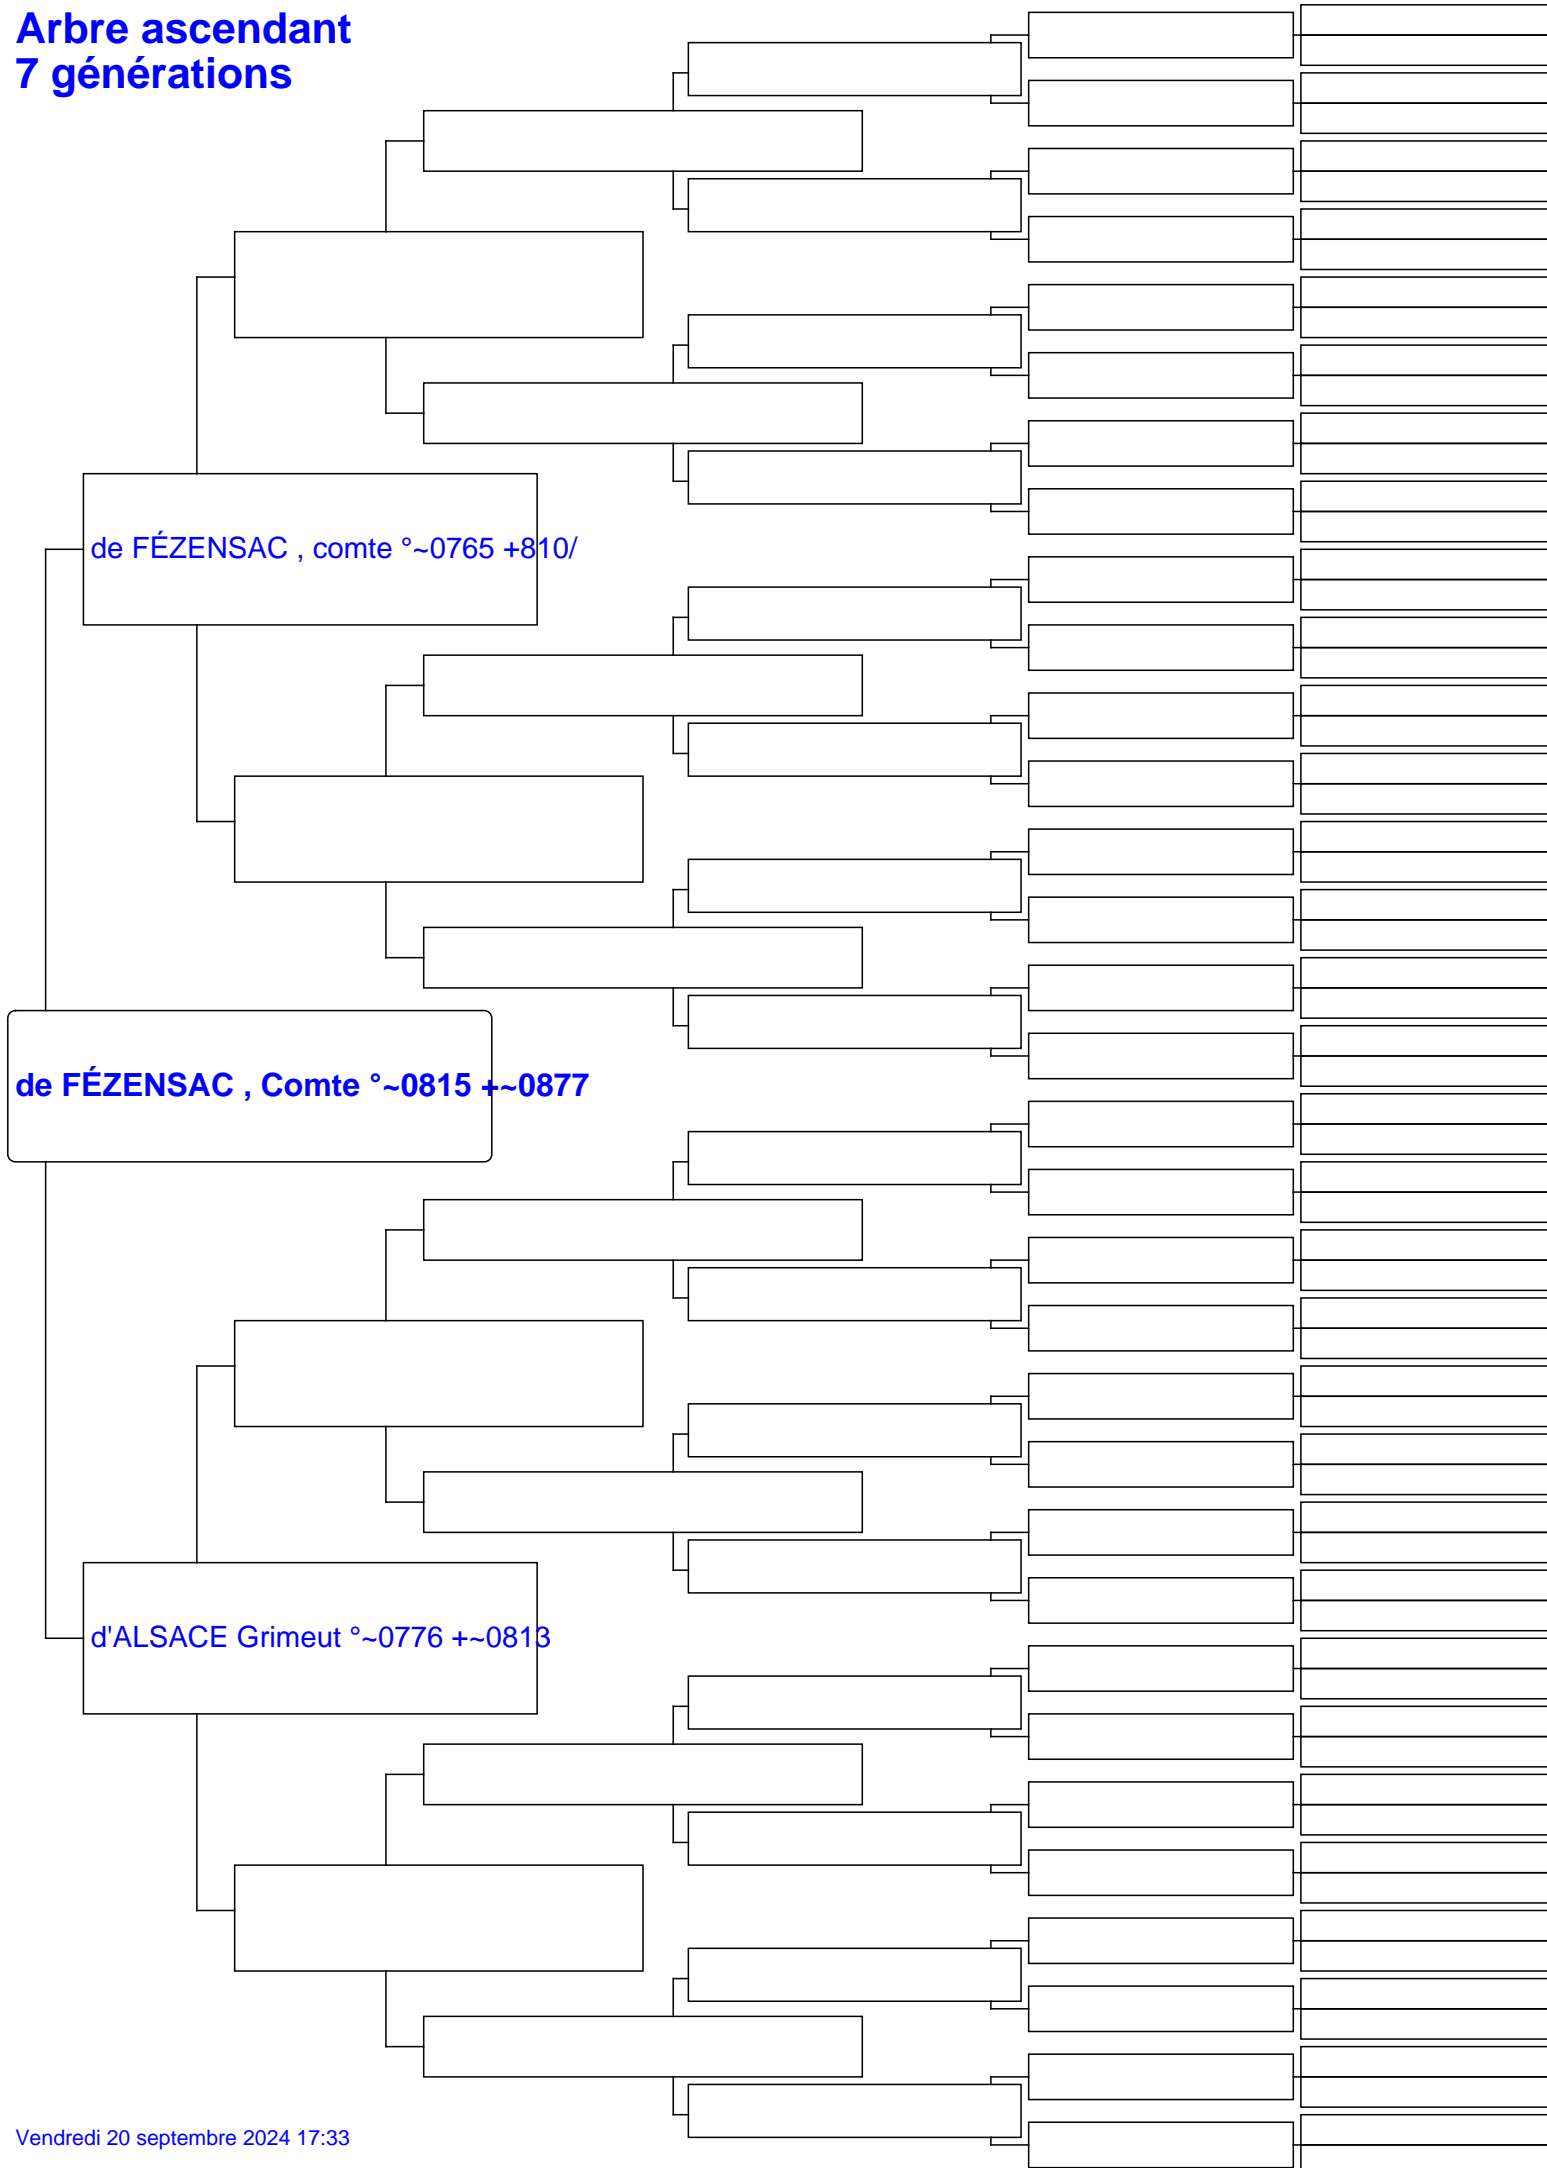 Arbre ascendant
7 générations
de FÉZENSAC , comte °~0765 +810/
de FÉZENSAC , Comte °~0815 +~0877
d'ALSACE Grimeut °~0776 +~0813
Vendredi 20 septembre 2024 17:33